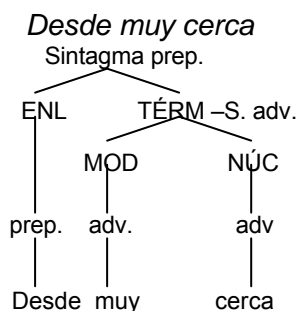 Desde muy cerca
Sintagma prep.
ENL TÉRM –S. adv.
MOD NÚC
prep. adv. adv
Desde muy cerca